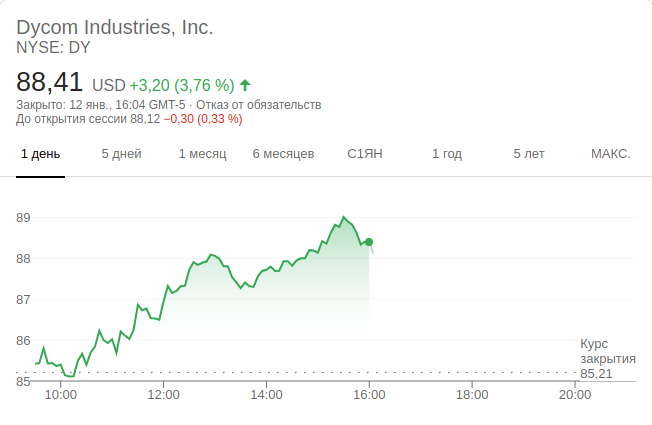 Dycom Industries, Inc.
NYSE: DY
88,41 USD +3,20 (3,76 %)
Закрыто: 12 янв., 16:04 GMT-5 · Отказ от обязательств
До открытия сессии 88,12 −0,30 (0,33 %)
1 день 5 дней 1 месяц 6 месяцев С1ЯН 1 год 5 лет МАКС.
89
88
87
86
85
Курс
закрытия
85,21
10:00 12:00 14:00 16:00 18:00 20:00